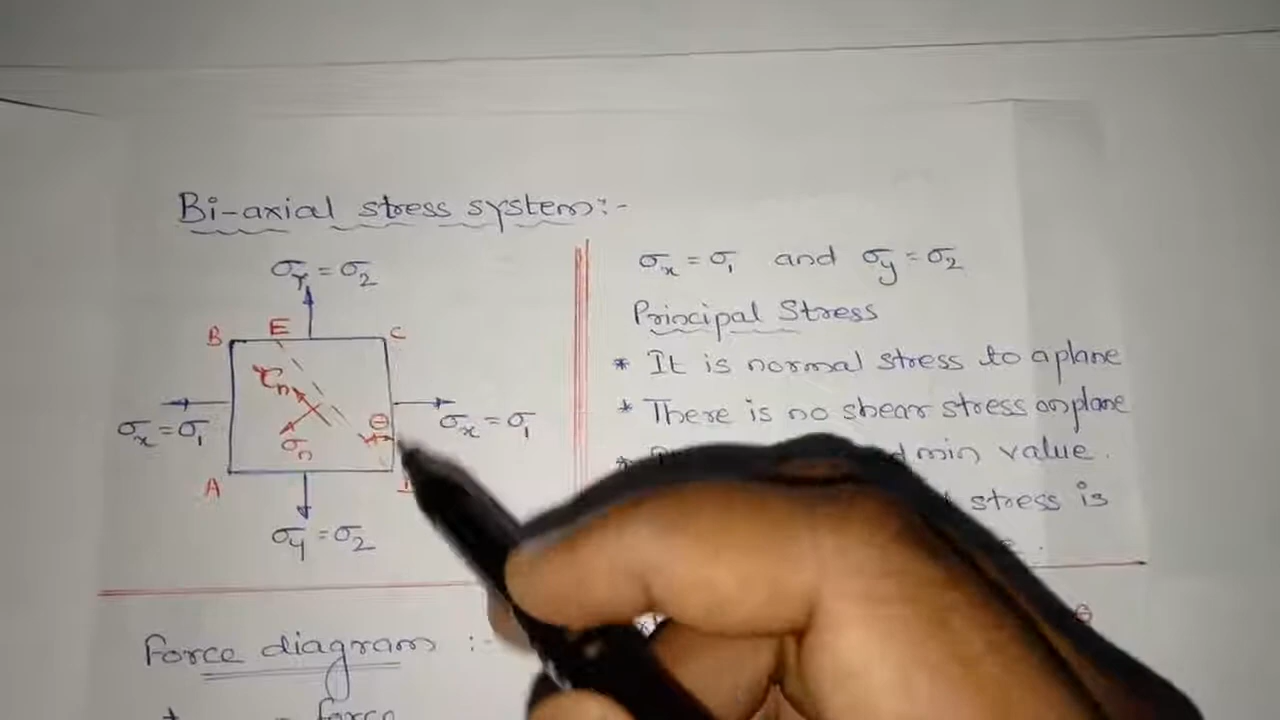 Bi-axial stress system:-
σy = σ2
B E C
τn
σx = σ1
σn
θ
σx = σ1
A
σy = σ2
σx = σ1 and σy = σ2
Principal Stress
* It is normal stress to a plane
* There is no shear stress on plane
* min value.
stress is
θ
Force diagram :-
force